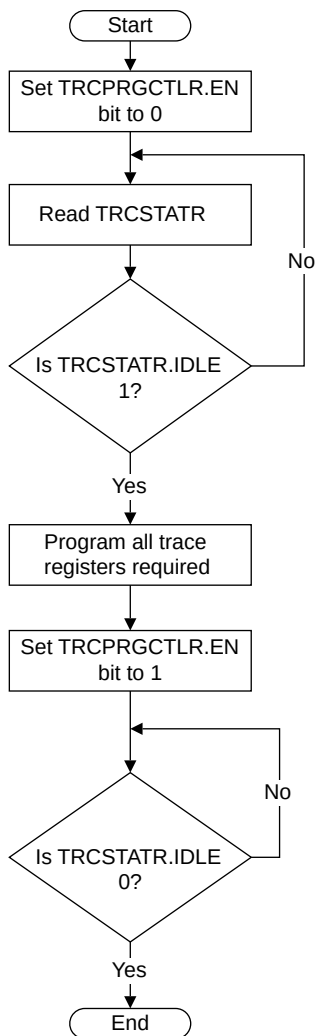 Start
Set TRCPRGCTLR.EN
bit to 0
Read TRCSTATR
No
Is TRCSTATR.IDLE
1?
Yes
Program all trace
registers required
Set TRCPRGCTLR.EN
bit to 1
No
Is TRCSTATR.IDLE
0?
Yes
End